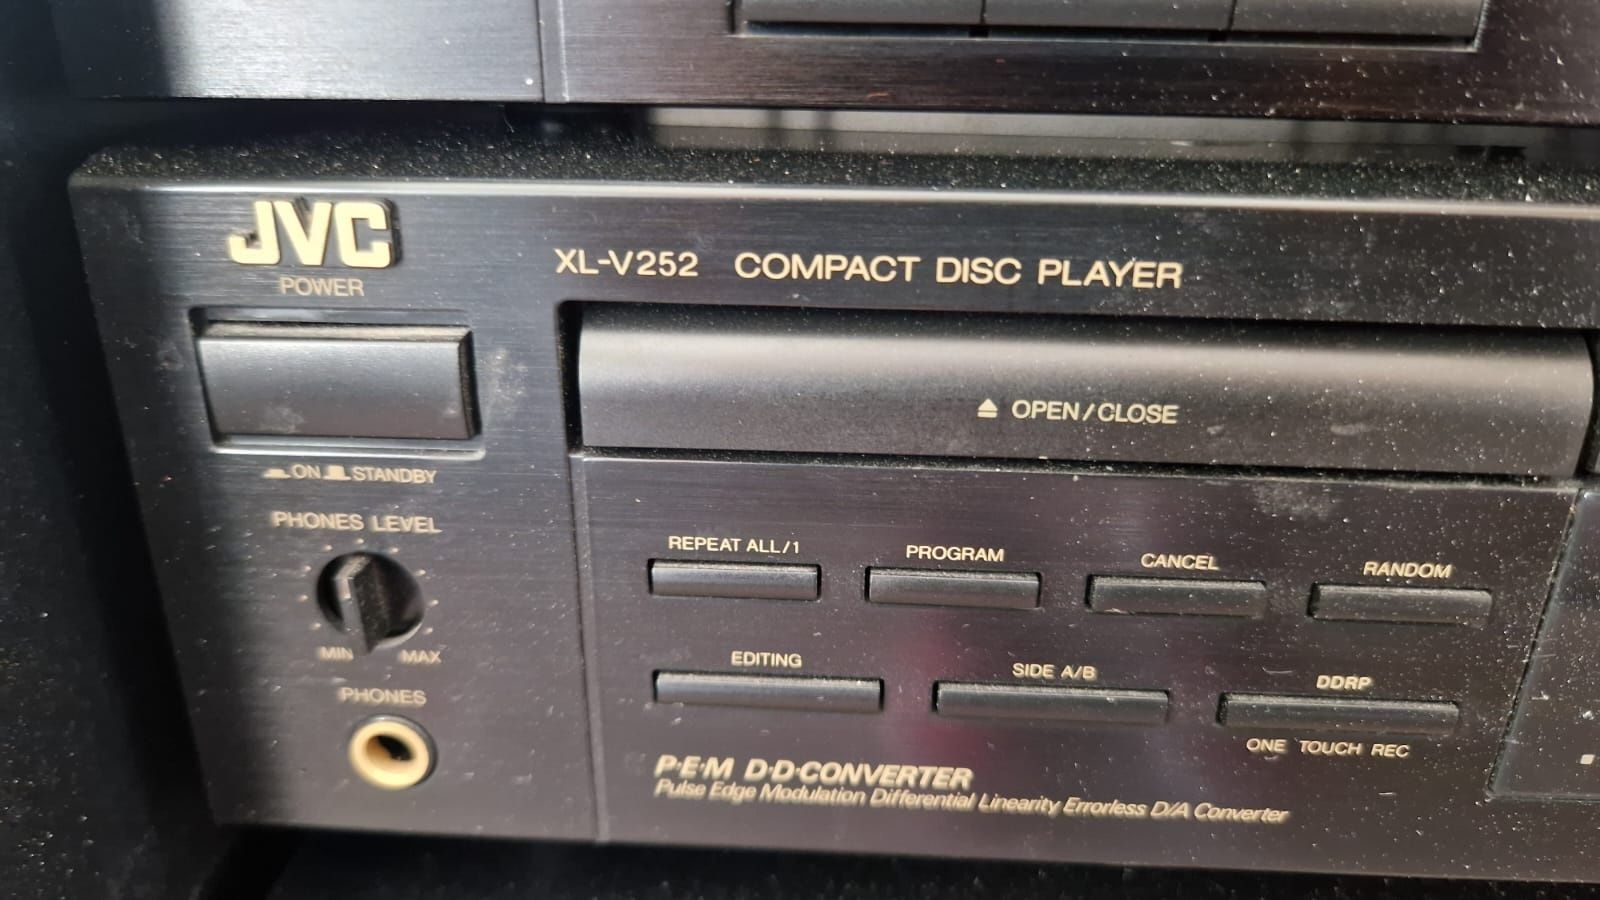 JVC
POWER
XL-V252 COMPACT DISC PLAYER
OPEN/CLOSE
ON STANDBY
PHONES LEVEL
MIN MAX
PHONES
REPEAT ALL/1 PROGRAM CANCEL RANDOM
EDITING SIDE A/B DDRP
ONE TOUCH REC
P·E·M D·D·CONVERTER
Pulse Edge Modulation Differential Linearity Errorless D/A Converter